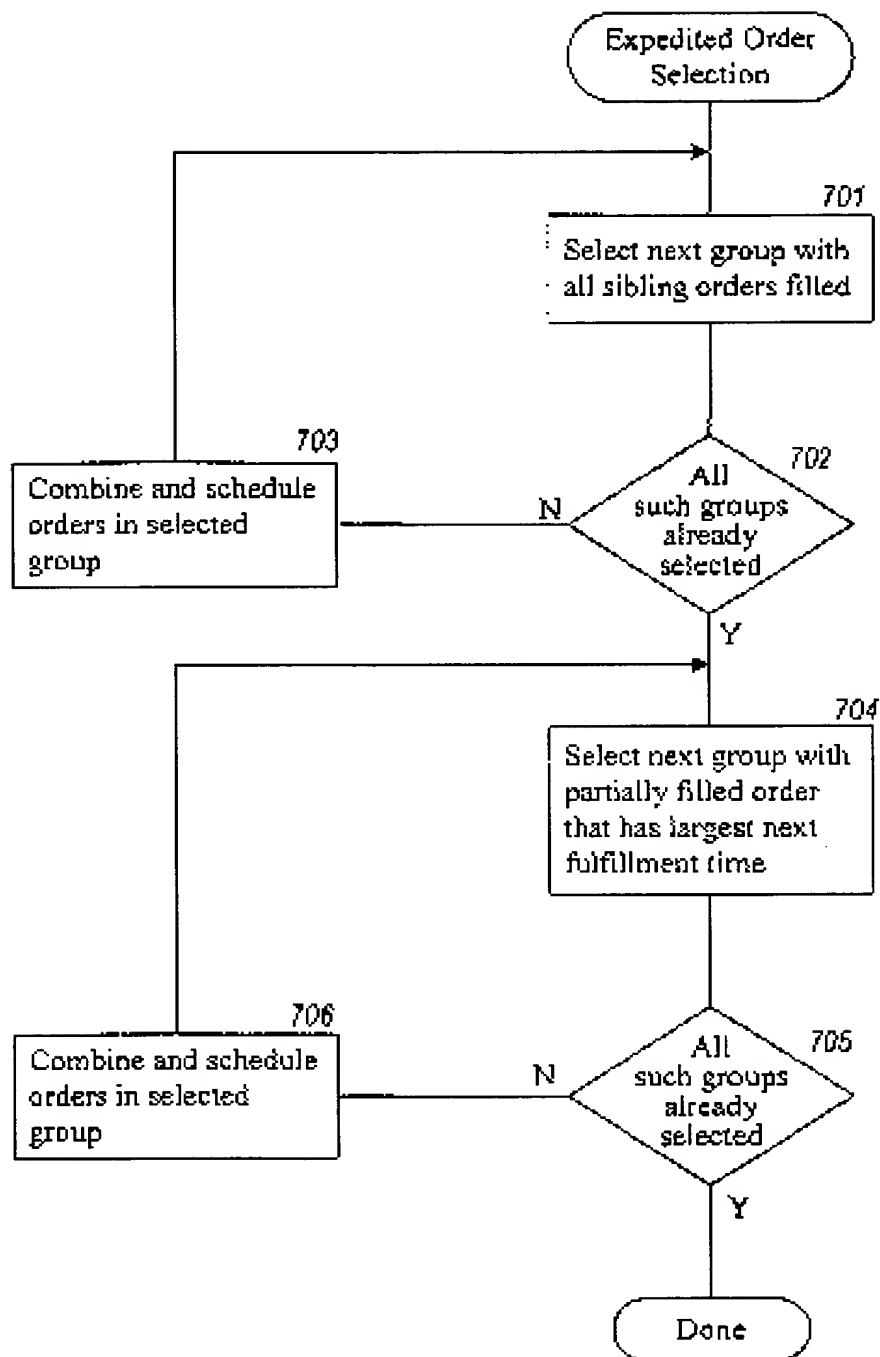 Expedited Order
Selection
701
Select next group with
all sibling orders filled
703
Combine and schedule
orders in selected
group
N
702
All
such groups
already
selected
Y
704
Select next group with
partially filled order
that has largest next
fulfillment time
706
Combine and schedule
orders in selected
group
N
705
All
such groups
already
selected
Y
Done